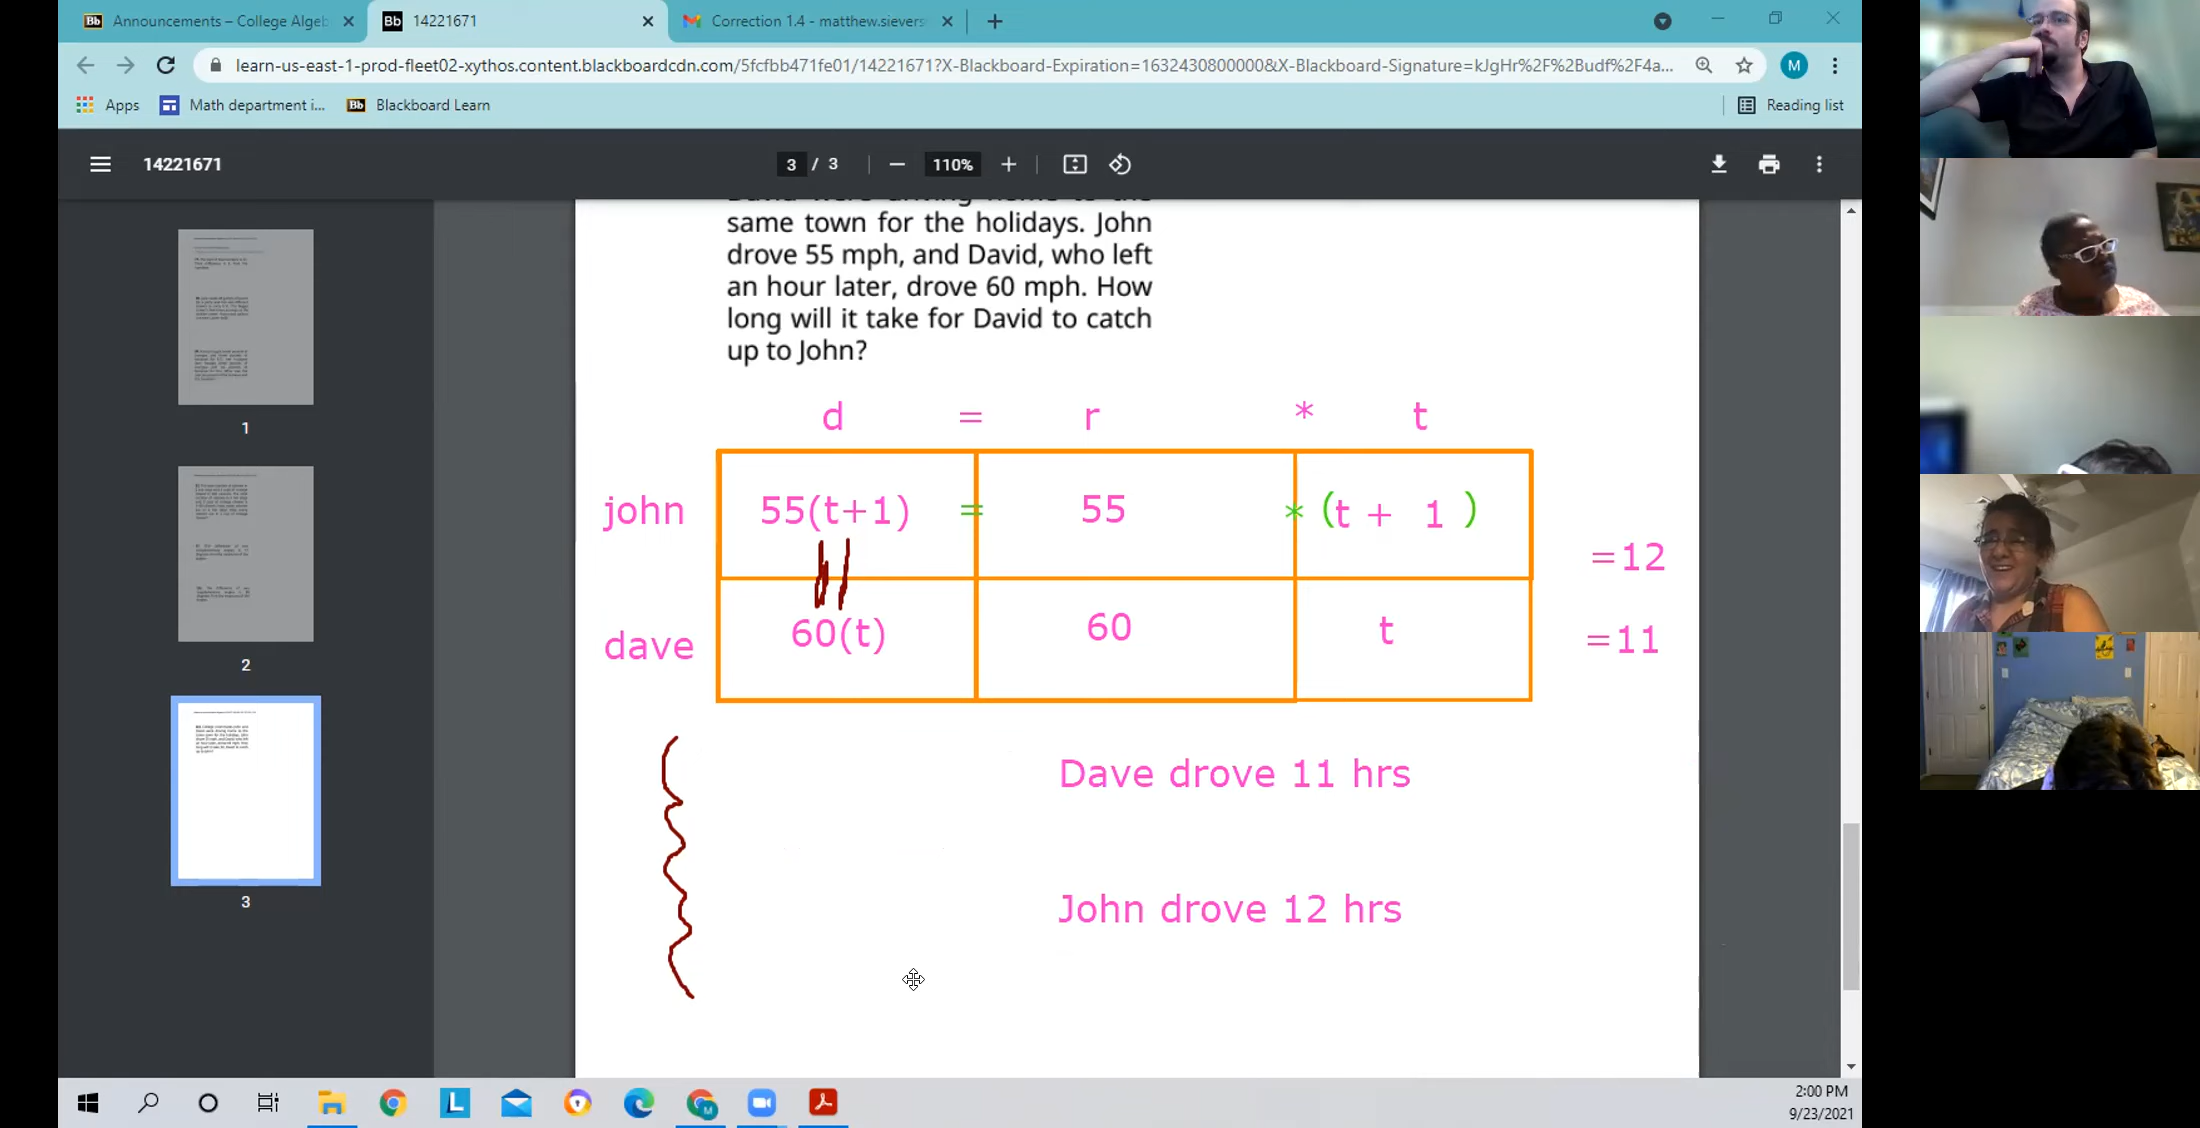 Announcements – College Algeb
14221671
Correction 1.4 - matthew.sievers
learn-us-east-1-prod-fleet02-xythos.content.blackboardcdn.com/5fcfbb471fe01/14221671?X-Blackboard-Expiration=1632430800000&X-Blackboard-Signature=kJgHr%2F%2Budf%2F4a...
M
Apps
Math department i...
Blackboard Learn
Reading list
14221671
3 / 3
110%
same town for the holidays. John
drove 55 mph, and David, who left
an hour later, drove 60 mph. How
long will it take for David to catch
up to John?
d = r * t
john 55(t+1) = 55 * (t + 1)
=12
dave 60(t) 60 t =11
Dave drove 11 hrs
John drove 12 hrs
1
2
3
2:00 PM
9/23/2021